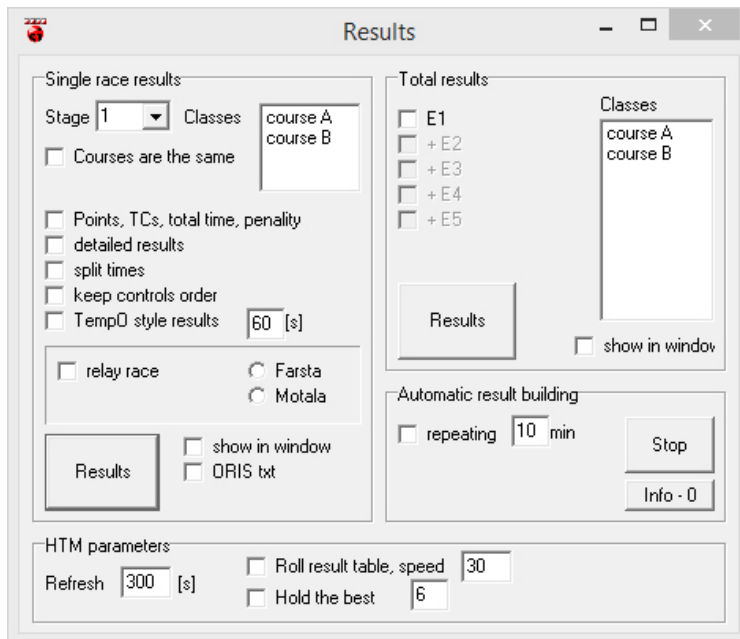 Results
Single race results
Stage 1 Classes
course A
course B
Courses are the same
Points, TCs, total time, penality
detailed results
split times
keep controls order
TempO style results 60 [s]
relay race
Farsta
Motala
Results
show in window
ORIS txt
Total results
E1
+ E2
+ E3
+ E4
+ E5
Classes
course A
course B
Results
show in window
Automatic result building
repeating 10 min
Stop
Info - 0
HTM parameters
Refresh 300 [s]
Roll result table, speed 30
Hold the best 6